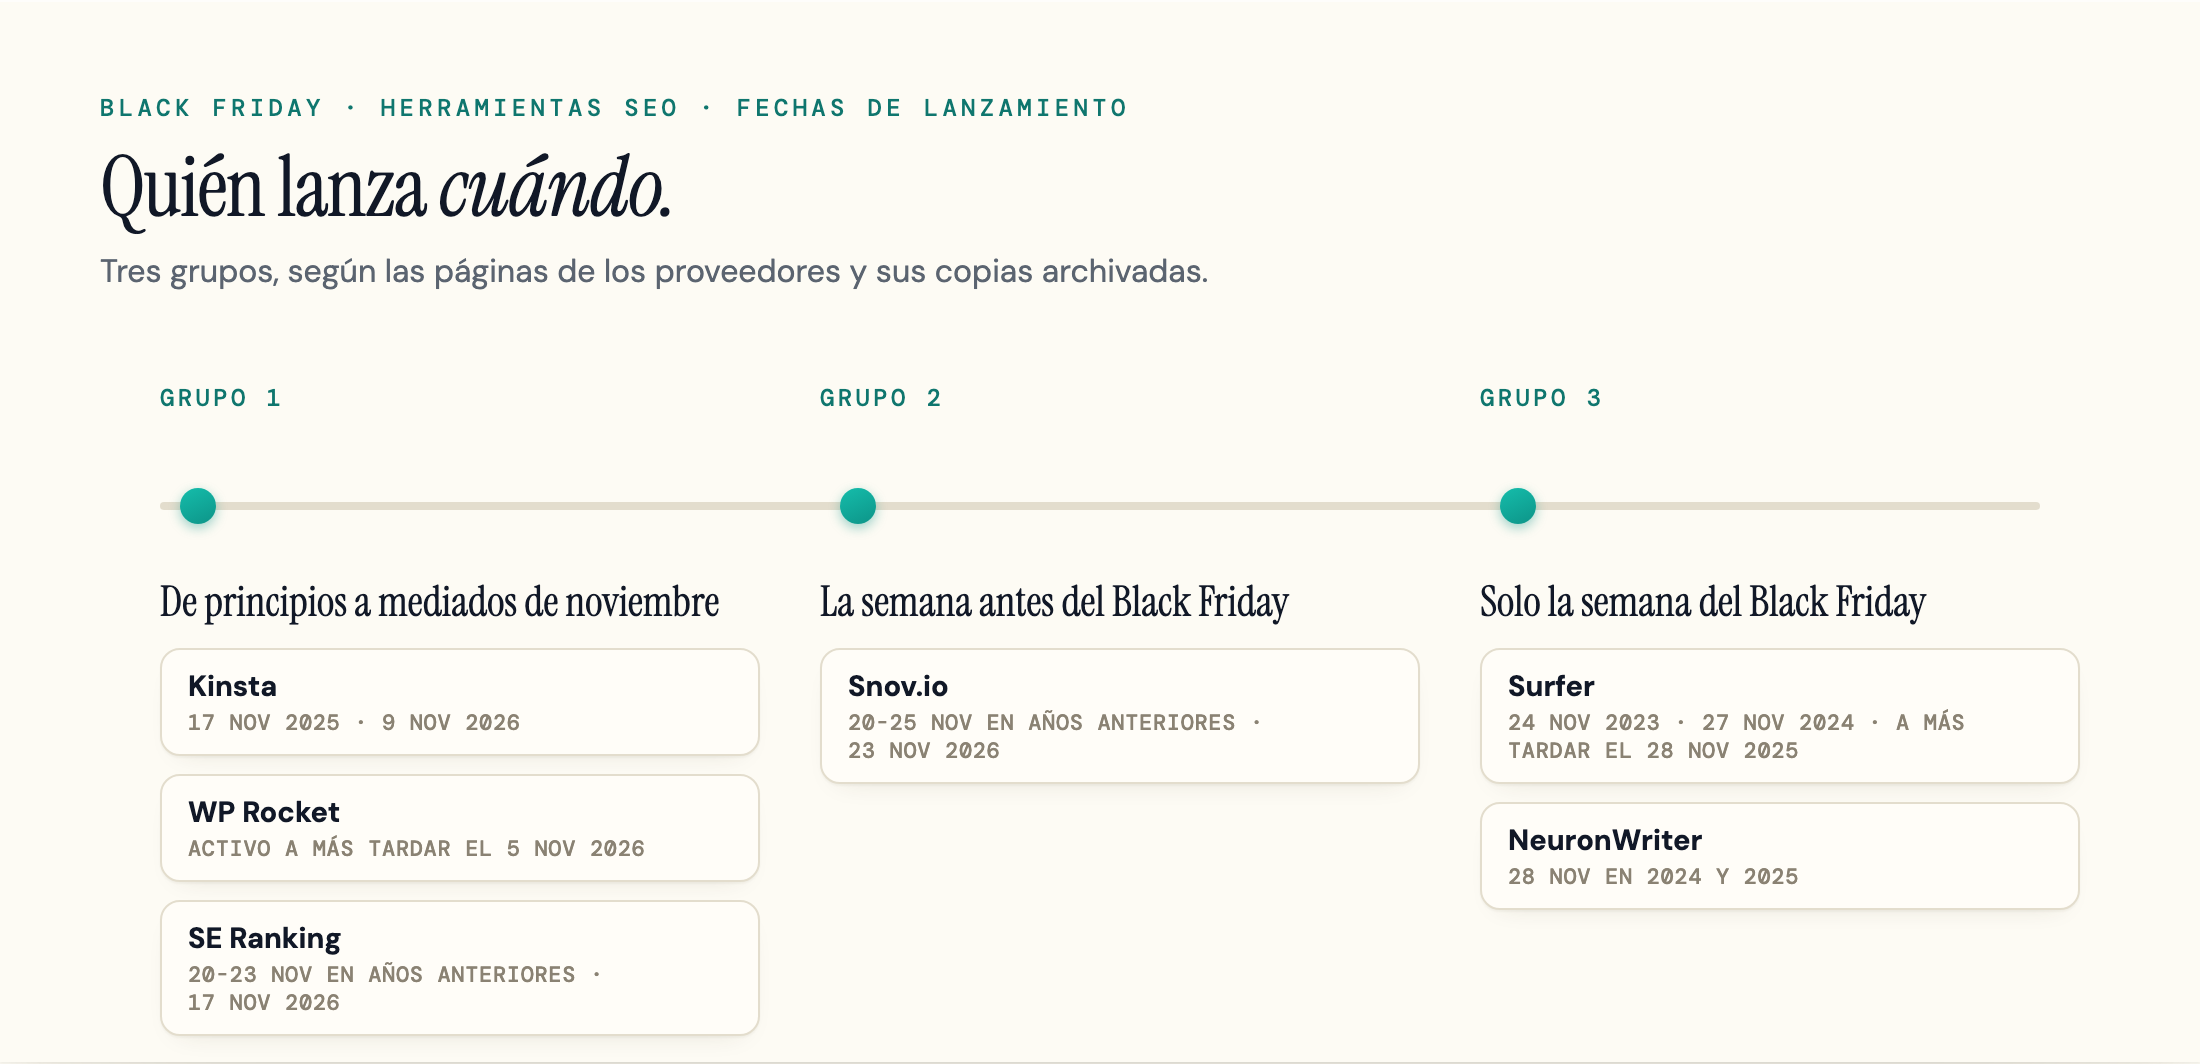 BLACK FRIDAY · HERRAMIENTAS SEO · FECHAS DE LANZAMIENTO
Quién lanza cuándo.
Tres grupos, según las páginas de los proveedores y sus copias archivadas.
GRUPO 1
De principios a mediados de noviembre
Kinsta
17 NOV 2025 · 9 NOV 2026
WP Rocket
ACTIVO A MÁS TARDAR EL 5 NOV 2026
SE Ranking
20-23 NOV EN AÑOS ANTERIORES ·
17 NOV 2026
GRUPO 2
La semana antes del Black Friday
Snov.io
20-25 NOV EN AÑOS ANTERIORES ·
23 NOV 2026
GRUPO 3
Solo la semana del Black Friday
Surfer
24 NOV 2023 · 27 NOV 2024 · A MÁS
TARDAR EL 28 NOV 2025
NeuronWriter
28 NOV EN 2024 Y 2025